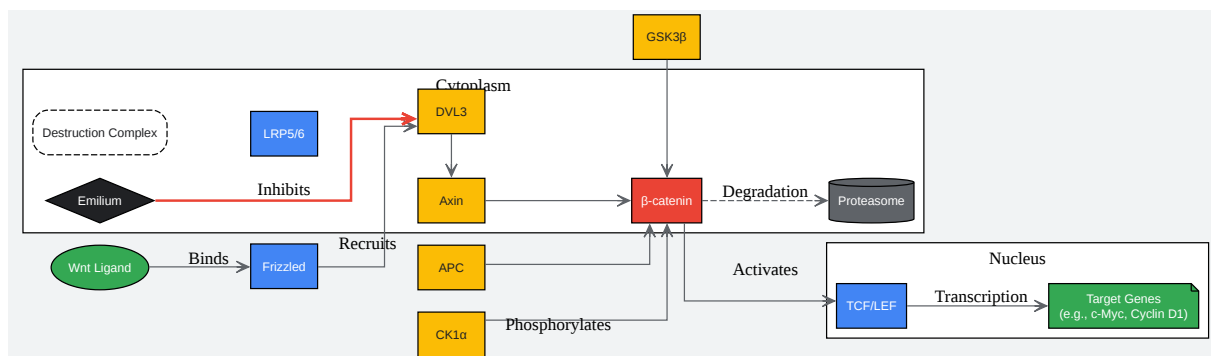 GSK3β
Cytoplasm
DVL3
Destruction Complex
LRP5/6
Inhibits
Emilium
Axin
β-catenin
Degradation
Proteasome
Recruits
Wnt Ligand
Binds
Frizzled
APC
Activates
Nucleus
TCF/LEF
Transcription
Target Genes
(e.g., c-Myc, Cyclin D1)
CK1α
Phosphorylates